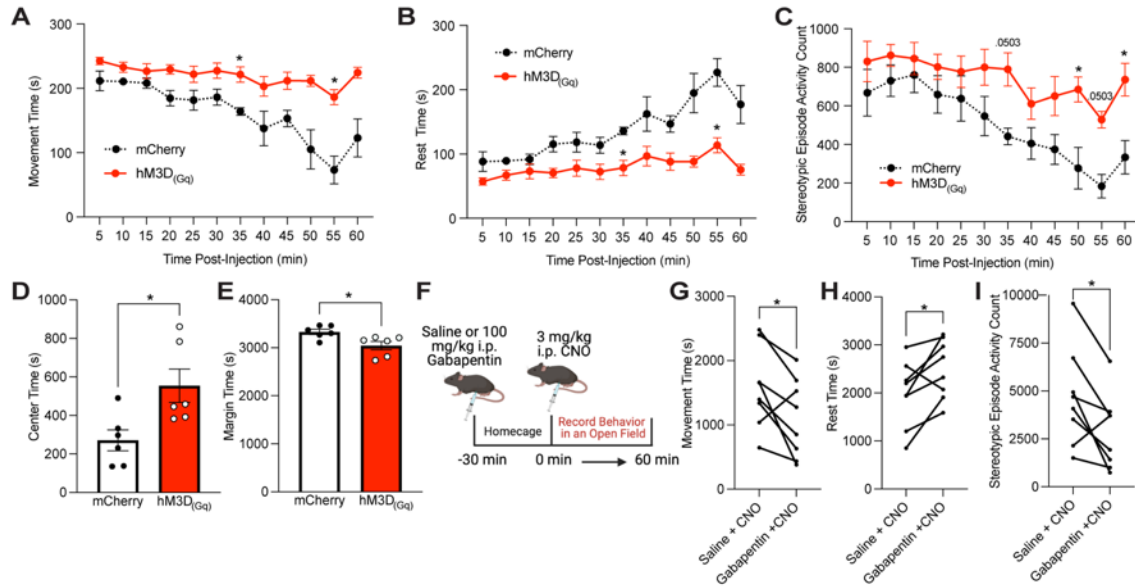 A
Movement Time (s)
300
200
100
0
*
*
mCherry
hM3D(Gq)
5 10 15 20 25 30 35 40 45 50 55 60
Time Post-Injection (min)
B
Rest Time (s)
300
200
100
0
mCherry
hM3D(Gq)
*
*
5 10 15 20 25 30 35 40 45 50 55 60
Time Post-Injection (min)
C
Stereotypic Episode Activity Count
1000
800
600
400
200
0
.0503
*
.0503
*
mCherry
hM3D(Gq)
5 10 15 20 25 30 35 40 45 50 55 60
Time Post-Injection (min)
D
Center Time (s)
1000
800
600
400
200
0
*
mCherry
hM3D(Gq)
E
Margin Time (s)
4000
3000
2000
1000
0
*
mCherry
hM3D(Gq)
F
Saline or 100
mg/kg i.p.
Gabapentin
3 mg/kg
i.p. CNO
Homecage
Record Behavior
in an Open Field
-30 min
0 min
60 min
G
Movement Time (s)
3000
2000
1000
0
*
Saline + CNO
Gabapentin +CNO
H
Rest Time (s)
4000
3000
2000
1000
0
*
Saline + CNO
Gabapentin +CNO
I
Stereotypic Episode Activity Count
10000
7500
5000
2500
0
*
Saline + CNO
Gabapentin +CNO